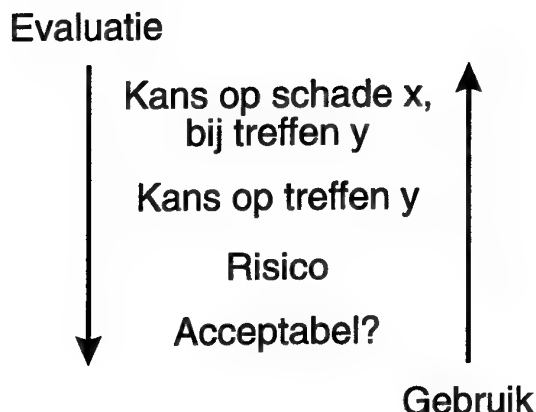 Evaluatie
Kans op schade x,
bij treffen y
Kans op treffen y
Risico
Acceptabel?
Gebruik